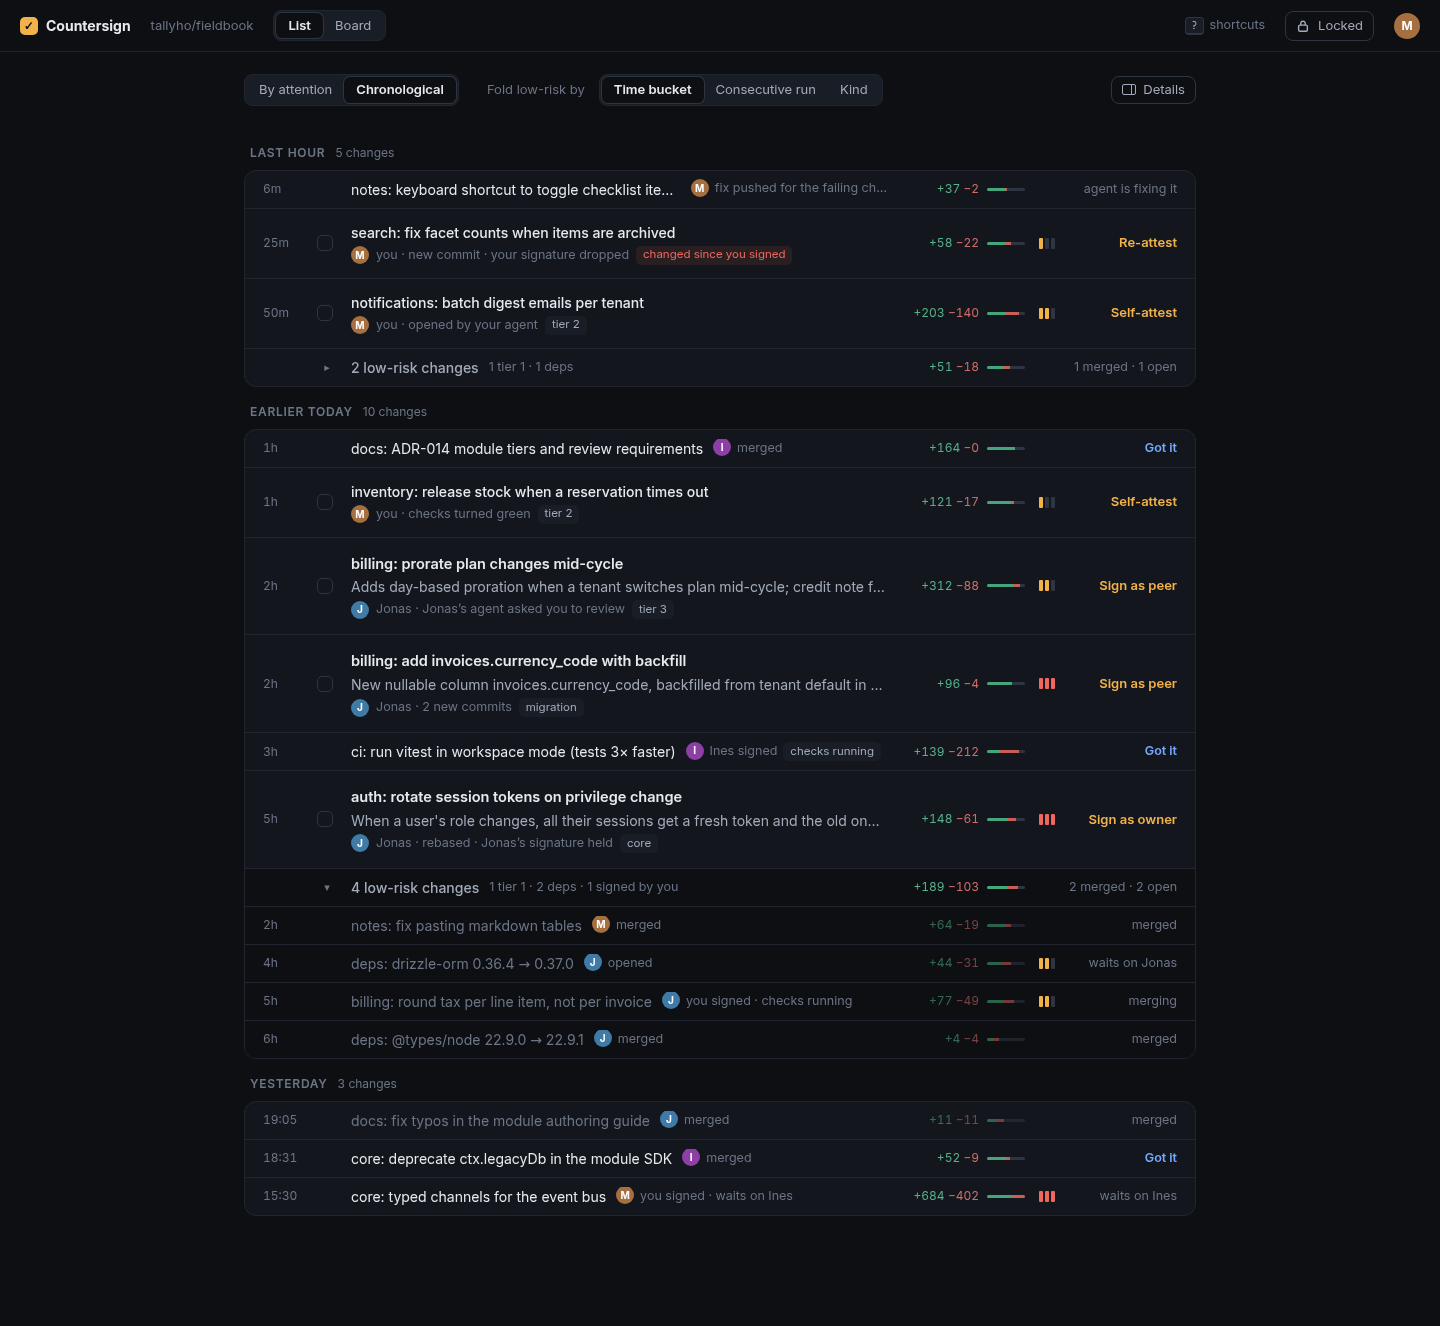 ✓ Countersign tallyho/fieldbook List Board ? shortcuts Locked M
By attention Chronological Fold low-risk by Time bucket Consecutive run Kind Details
LAST HOUR 5 changes
6m notes: keyboard shortcut to toggle checklist ite... M fix pushed for the failing ch... +37 −2 agent is fixing it
search: fix facet counts when items are archived
25m M you · new commit · your signature dropped changed since you signed +58 −22 Re-attest
notifications: batch digest emails per tenant
50m M you · opened by your agent tier 2 +203 −140 Self-attest
▸ 2 low-risk changes 1 tier 1 · 1 deps +51 −18 1 merged · 1 open
EARLIER TODAY 10 changes
1h docs: ADR-014 module tiers and review requirements I merged +164 −0 Got it
inventory: release stock when a reservation times out
1h M you · checks turned green tier 2 +121 −17 Self-attest
billing: prorate plan changes mid-cycle
2h Adds day-based proration when a tenant switches plan mid-cycle; credit note f... +312 −88 Sign as peer
J Jonas · Jonas’s agent asked you to review tier 3
billing: add invoices.currency_code with backfill
2h New nullable column invoices.currency_code, backfilled from tenant default in ... +96 −4 Sign as peer
J Jonas · 2 new commits migration
3h ci: run vitest in workspace mode (tests 3× faster) I Ines signed checks running +139 −212 Got it
auth: rotate session tokens on privilege change
5h When a user's role changes, all their sessions get a fresh token and the old on... +148 −61 Sign as owner
J Jonas · rebased · Jonas’s signature held core
▾ 4 low-risk changes 1 tier 1 · 2 deps · 1 signed by you +189 −103 2 merged · 2 open
2h notes: fix pasting markdown tables M merged +64 −19 merged
4h deps: drizzle-orm 0.36.4 → 0.37.0 J opened +44 −31 waits on Jonas
5h billing: round tax per line item, not per invoice J you signed · checks running +77 −49 merging
6h deps: @types/node 22.9.0 → 22.9.1 J merged +4 −4 merged
YESTERDAY 3 changes
19:05 docs: fix typos in the module authoring guide J merged +11 −11 merged
18:31 core: deprecate ctx.legacyDb in the module SDK I merged +52 −9 Got it
15:30 core: typed channels for the event bus M you signed · waits on Ines +684 −402 waits on Ines